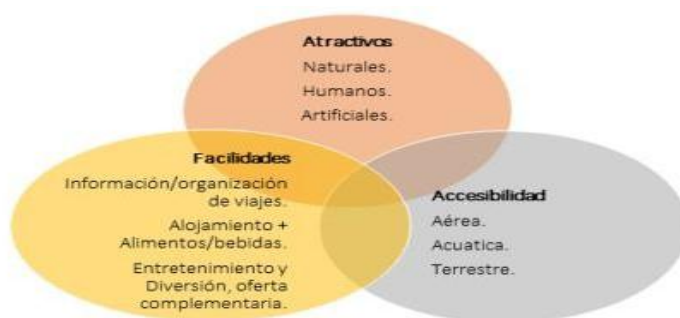 Atractivos
Naturales.
Humanos.
Artificiales.
Facilidades
Información/organización
de viajes.
Alojamiento +
Alimentos/bebidas.
Entretenimiento y
Diversión, oferta
complementaria.
Accesibilidad
Aérea.
Acuatica.
Terrestre.